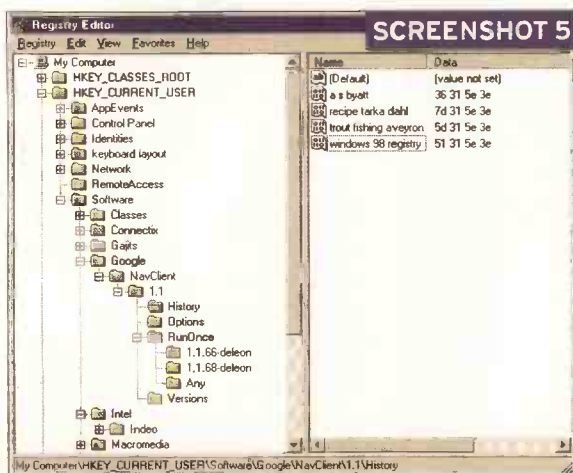 Registry Editor
SCREENSHOT 5
Registry Edit View Favorites Help
My Computer
HKEY_CLASSES_ROOT
HKEY_CURRENT_USER
AppEvents
Control Panel
Identities
keyboard layout
Network
RemoteAccess
Software
Classes
Connectix
Gajits
Google
NavClient
1.1
History
Options
RunOnce
1.1.66-deleon
1.1.68-deleon
Any
Versions
Intel
Indeo
Macromedia
Name Data
(Default) (value not set)
a s byatt 36 31 5e 3e
recipe tarka dahl 7d 31 5e 3e
trout fishing aveyron 5d 31 5e 3e
windows 98 registry 51 31 5e 3e
My Computer\HKEY_CURRENT_USER\Software\Google\NavClient\1.1\History